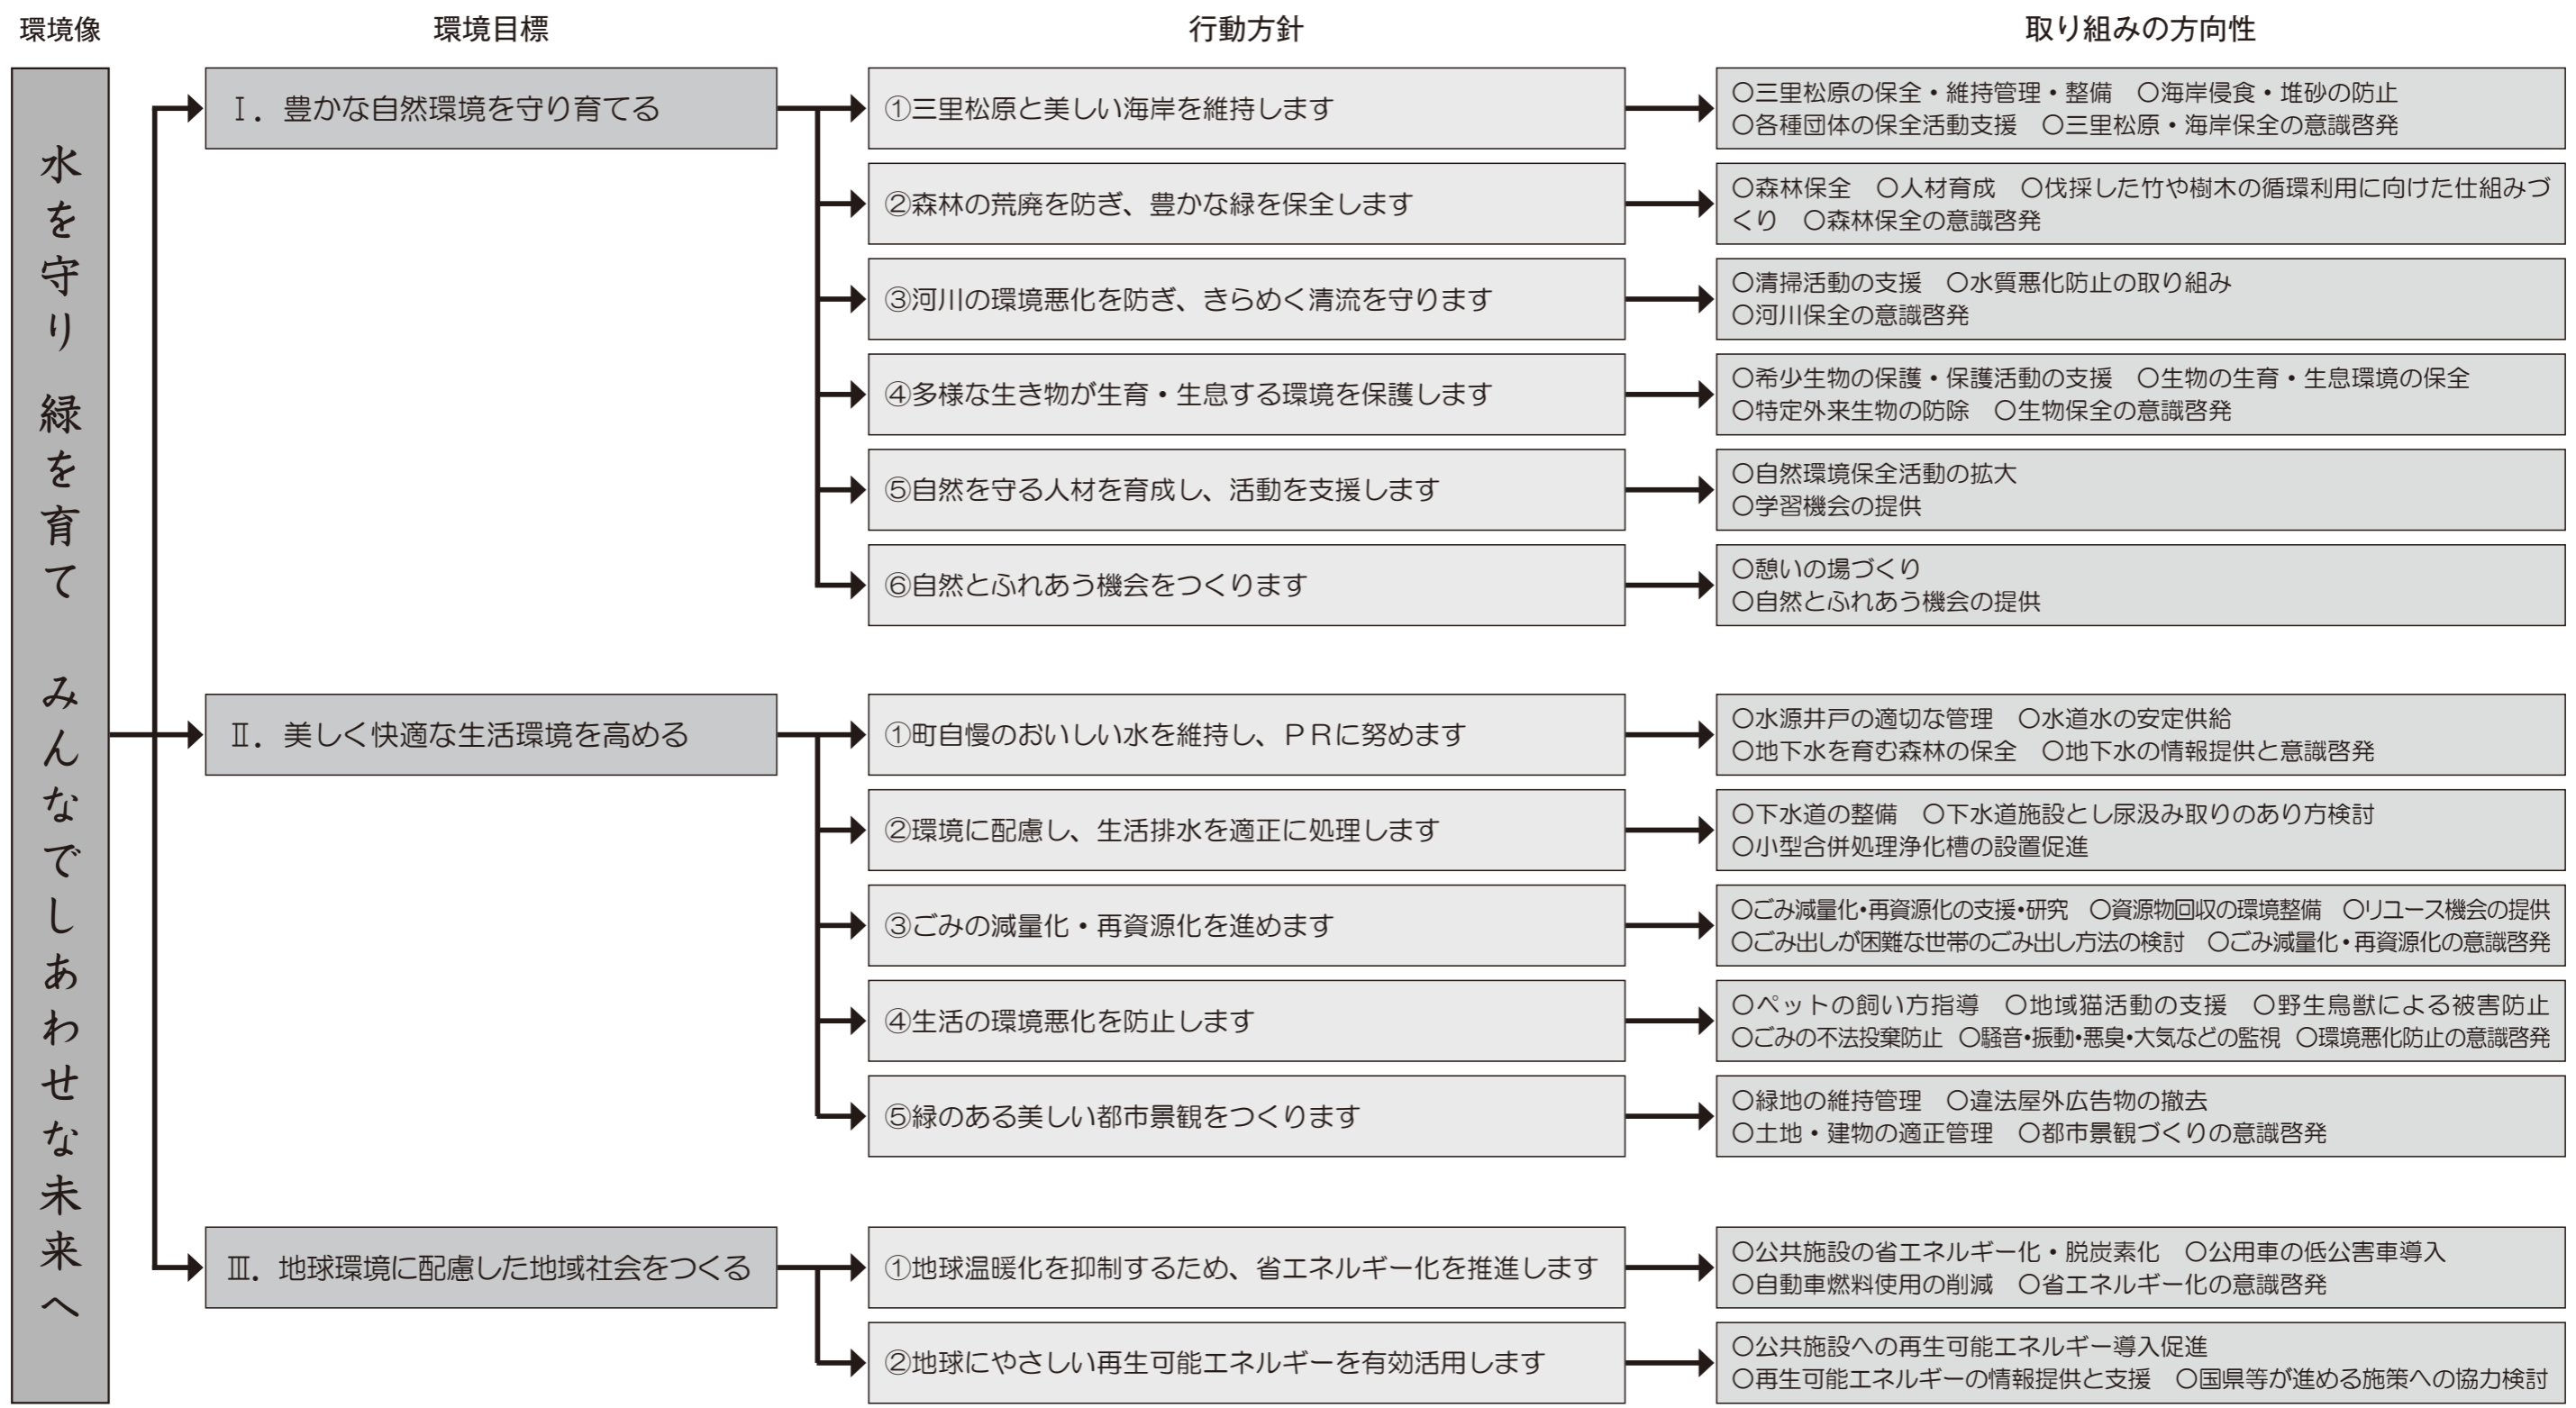 環境像
環境目標
行動方針
取り組みの方向性
水を守り 緑を育て みんなでしあわせな未来へ
Ⅰ．豊かな自然環境を守り育てる
①三里松原と美しい海岸を維持します
○三里松原の保全・維持管理・整備　○海岸侵食・堆砂の防止
○各種団体の保全活動支援　○三里松原・海岸保全の意識啓発
②森林の荒廃を防ぎ、豊かな緑を保全します
○森林保全　○人材育成　○伐採した竹や樹木の循環利用に向けた仕組みづ
くり　○森林保全の意識啓発
③河川の環境悪化を防ぎ、きらめく清流を守ります
○清掃活動の支援　○水質悪化防止の取り組み
○河川保全の意識啓発
④多様な生き物が生育・生息する環境を保護します
○希少生物の保護・保護活動の支援　○生物の生育・生息環境の保全
○特定外来生物の防除　○生物保全の意識啓発
⑤自然を守る人材を育成し、活動を支援します
○自然環境保全活動の拡大
○学習機会の提供
⑥自然とふれあう機会をつくります
○憩いの場づくり
○自然とふれあう機会の提供
Ⅱ．美しく快適な生活環境を高める
①町自慢のおいしい水を維持し、ＰＲに努めます
○水源井戸の適切な管理　○水道水の安定供給
○地下水を育む森林の保全　○地下水の情報提供と意識啓発
②環境に配慮し、生活排水を適正に処理します
○下水道の整備　○下水道施設とし尿汲み取りのあり方検討
○小型合併処理浄化槽の設置促進
③ごみの減量化・再資源化を進めます
○ごみ減量化・再資源化の支援・研究　○資源物回収の環境整備　○リユース機会の提供
○ごみ出しが困難な世帯のごみ出し方法の検討　○ごみ減量化・再資源化の意識啓発
④生活の環境悪化を防止します
○ペットの飼い方指導　○地域猫活動の支援　○野生鳥獣による被害防止
○ごみの不法投棄防止　○騒音・振動・悪臭・大気などの監視　○環境悪化防止の意識啓発
⑤緑のある美しい都市景観をつくります
○緑地の維持管理　○違法屋外広告物の撤去
○土地・建物の適正管理　○都市景観づくりの意識啓発
Ⅲ．地球環境に配慮した地域社会をつくる
①地球温暖化を抑制するため、省エネルギー化を推進します
○公共施設の省エネルギー化・脱炭素化　○公用車の低公害車導入
○自動車燃料使用の削減　○省エネルギー化の意識啓発
②地球にやさしい再生可能エネルギーを有効活用します
○公共施設への再生可能エネルギー導入促進
○再生可能エネルギーの情報提供と支援　○国県等が進める施策への協力検討